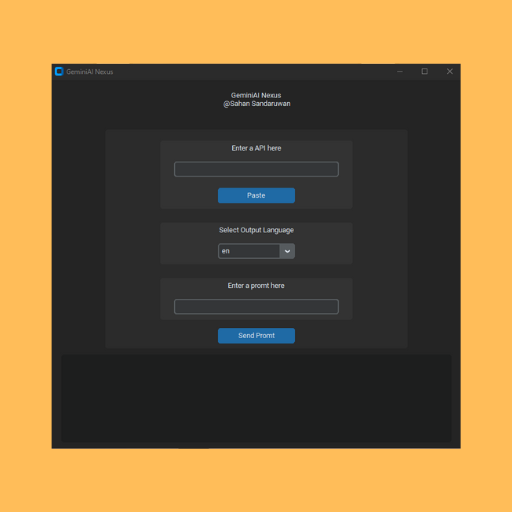 GeminiAI Nexus
GeminiAI Nexus
@Sahan Sandaruwan
Enter a API here
Paste
Select Output Language
en
Enter a promt here
Send Promt